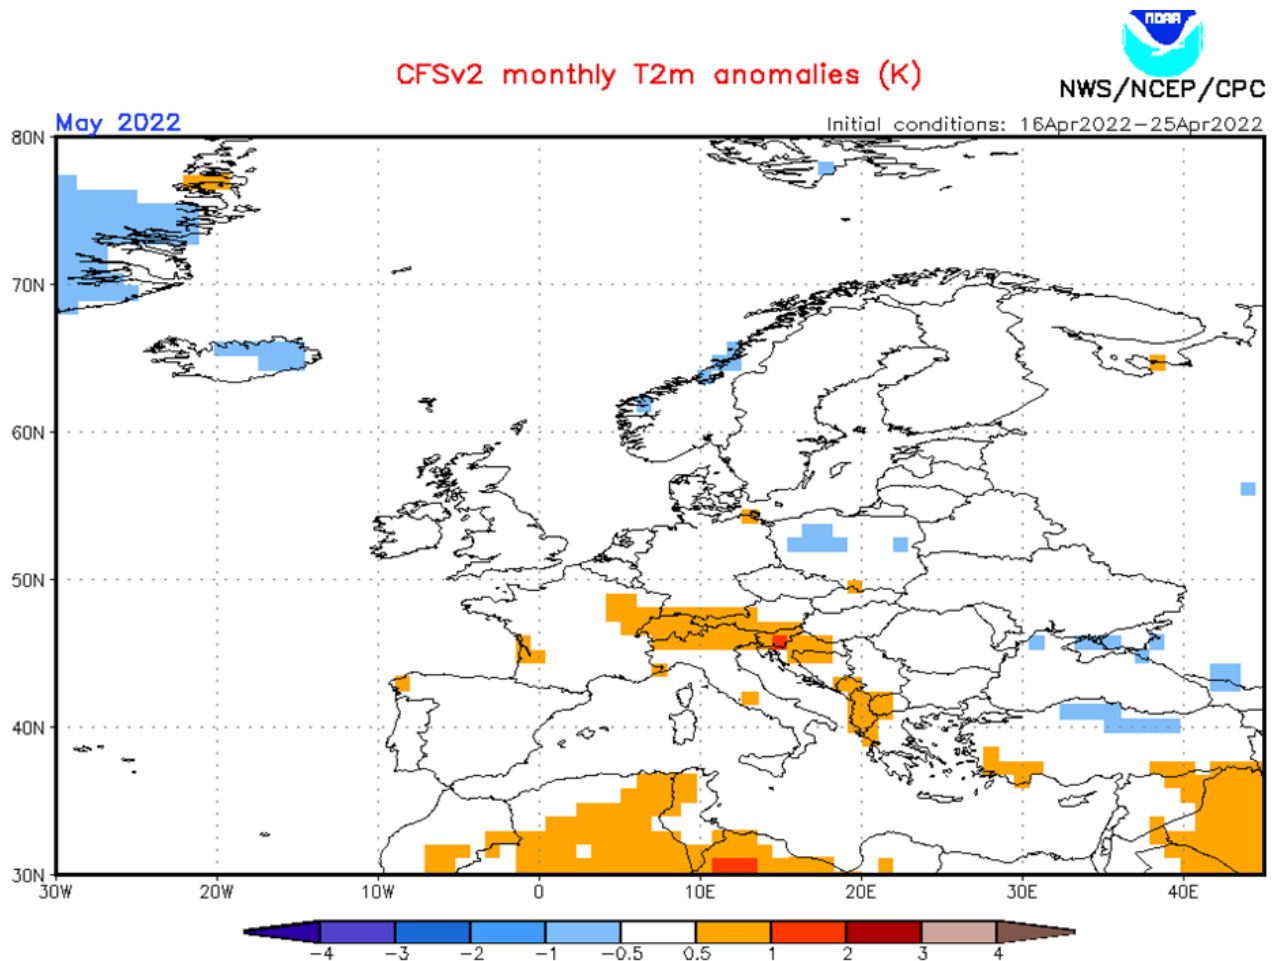 NOAA
CFSv2 monthly T2m anomalies (K)
NWS/NCEP/CPC
May 2022
Initial conditions: 16Apr2022−25Apr2022
80N
70N
60N
50N
40N
30N
30W 20W 10W 0 10E 20E 30E 40E
−4 −3 −2 −1 −0.5 0.5 1 2 3 4